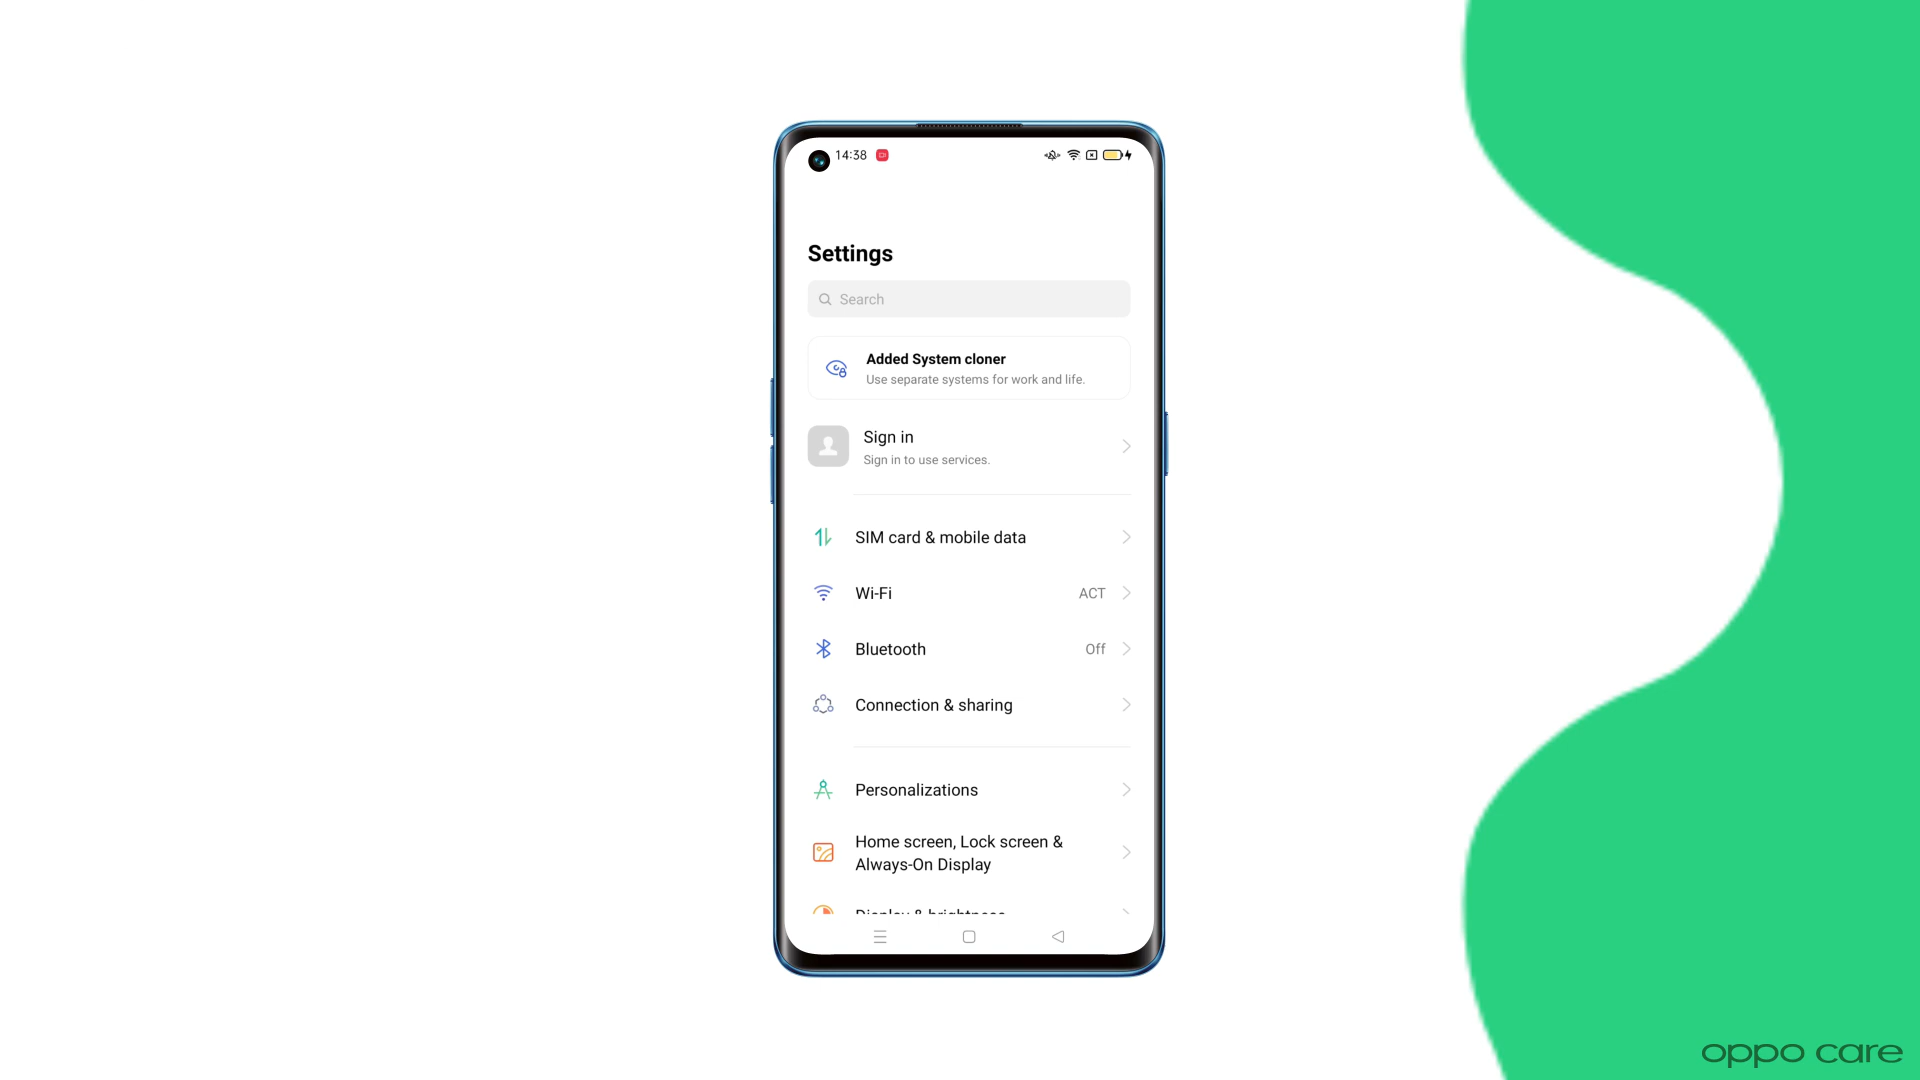 14:38
Settings
Search
Added System cloner
Use separate systems for work and life.
Sign in
Sign in to use services.
SIM card & mobile data
Wi-Fi
ACT
Bluetooth
Off
Connection & sharing
Personalizations
Home screen, Lock screen &
Always-On Display
Display & brightness
oppo care